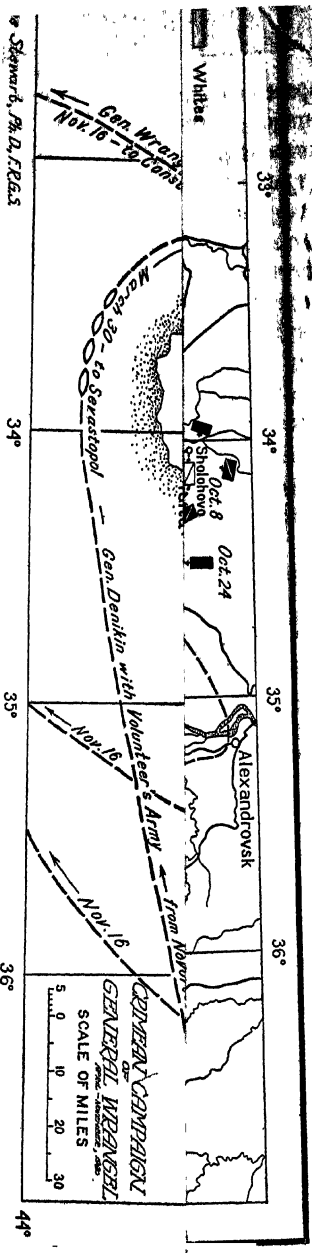 Whites
33°
34°
35°
36°
Sholohovo
Oct. 8
Oct. 24
Alexandrovsk
Gen. Wrang
Nov. 16 - to Const
March 30 - to Sevastopol - Gen. Denikin with Volunteer's Army
from Novo
Nov. 16
Nov. 16
CRIMEAN CAMPAIGN
OF
GENERAL WRANGEL
SCALE OF MILES
5 0 10 20 30
34°
35°
36°
44°
Stewart, Ph.D., F.R.G.S.